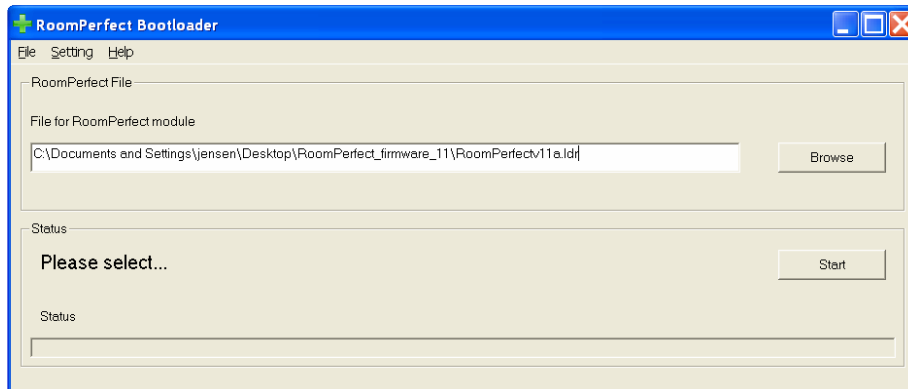 RoomPerfect Bootloader
File Setting Help
RoomPerfect File
File for RoomPerfect module
C:\Documents and Settings\jensen\Desktop\RoomPerfect_firmware_11\RoomPerfectv11a.ldr
Browse
Status
Please select...
Start
Status